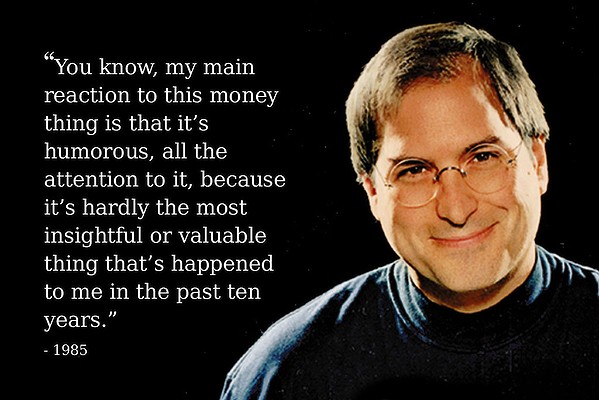 “You know, my main
reaction to this money
thing is that it’s
humorous, all the
attention to it, because
it’s hardly the most
insightful or valuable
thing that’s happened
to me in the past ten
years.”
- 1985